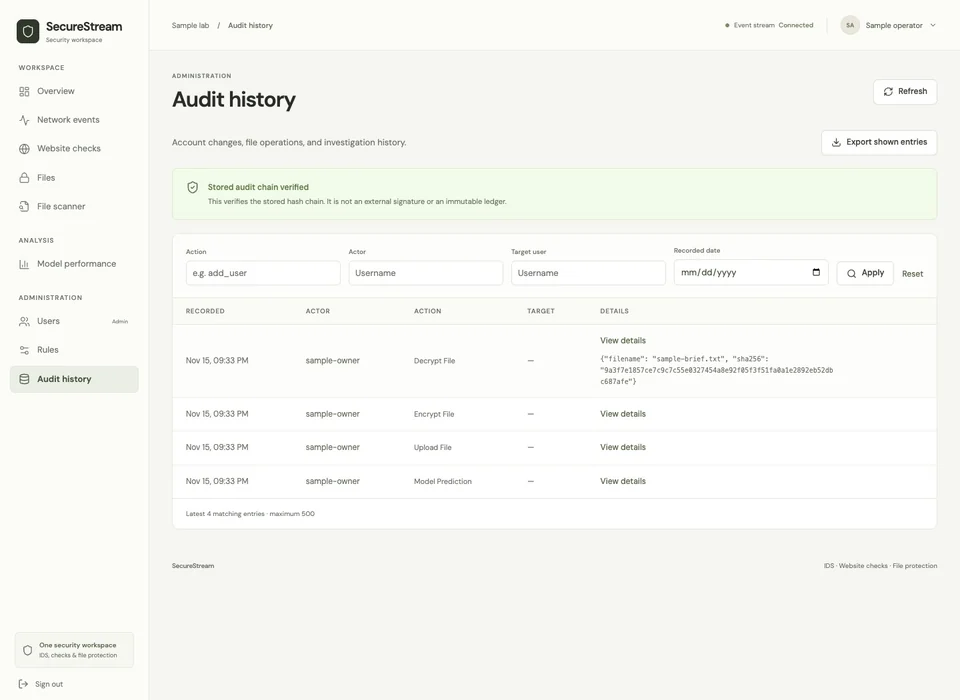 SecureStream
Security workspace
WORKSPACE
Overview
Network events
Website checks
Files
File scanner
ANALYSIS
Model performance
ADMINISTRATION
Users Admin
Rules
Audit history
One security workspace
IDS, checks & file protection
Sign out
Sample lab / Audit history
Event stream Connected
SA Sample operator
ADMINISTRATION
Audit history
Refresh
Account changes, file operations, and investigation history.
Export shown entries
Stored audit chain verified
This verifies the stored hash chain. It is not an external signature or an immutable ledger.
Action Actor Target user Recorded date
e.g. add_user Username Username mm/dd/yyyy Apply Reset
RECORDED ACTOR ACTION TARGET DETAILS
View details
Nov 15, 09:33 PM sample-owner Decrypt File —
{"filename": "sample-brief.txt", "sha256":
"9a3f7e1857ce7c9c7c55e0327454a8e92f05f3f51fa0a1e2892eb52db
c687afe"}
Nov 15, 09:33 PM sample-owner Encrypt File — View details
Nov 15, 09:33 PM sample-owner Upload File — View details
Nov 15, 09:33 PM sample-owner Model Prediction — View details
Latest 4 matching entries · maximum 500
SecureStream
IDS · Website checks · File protection